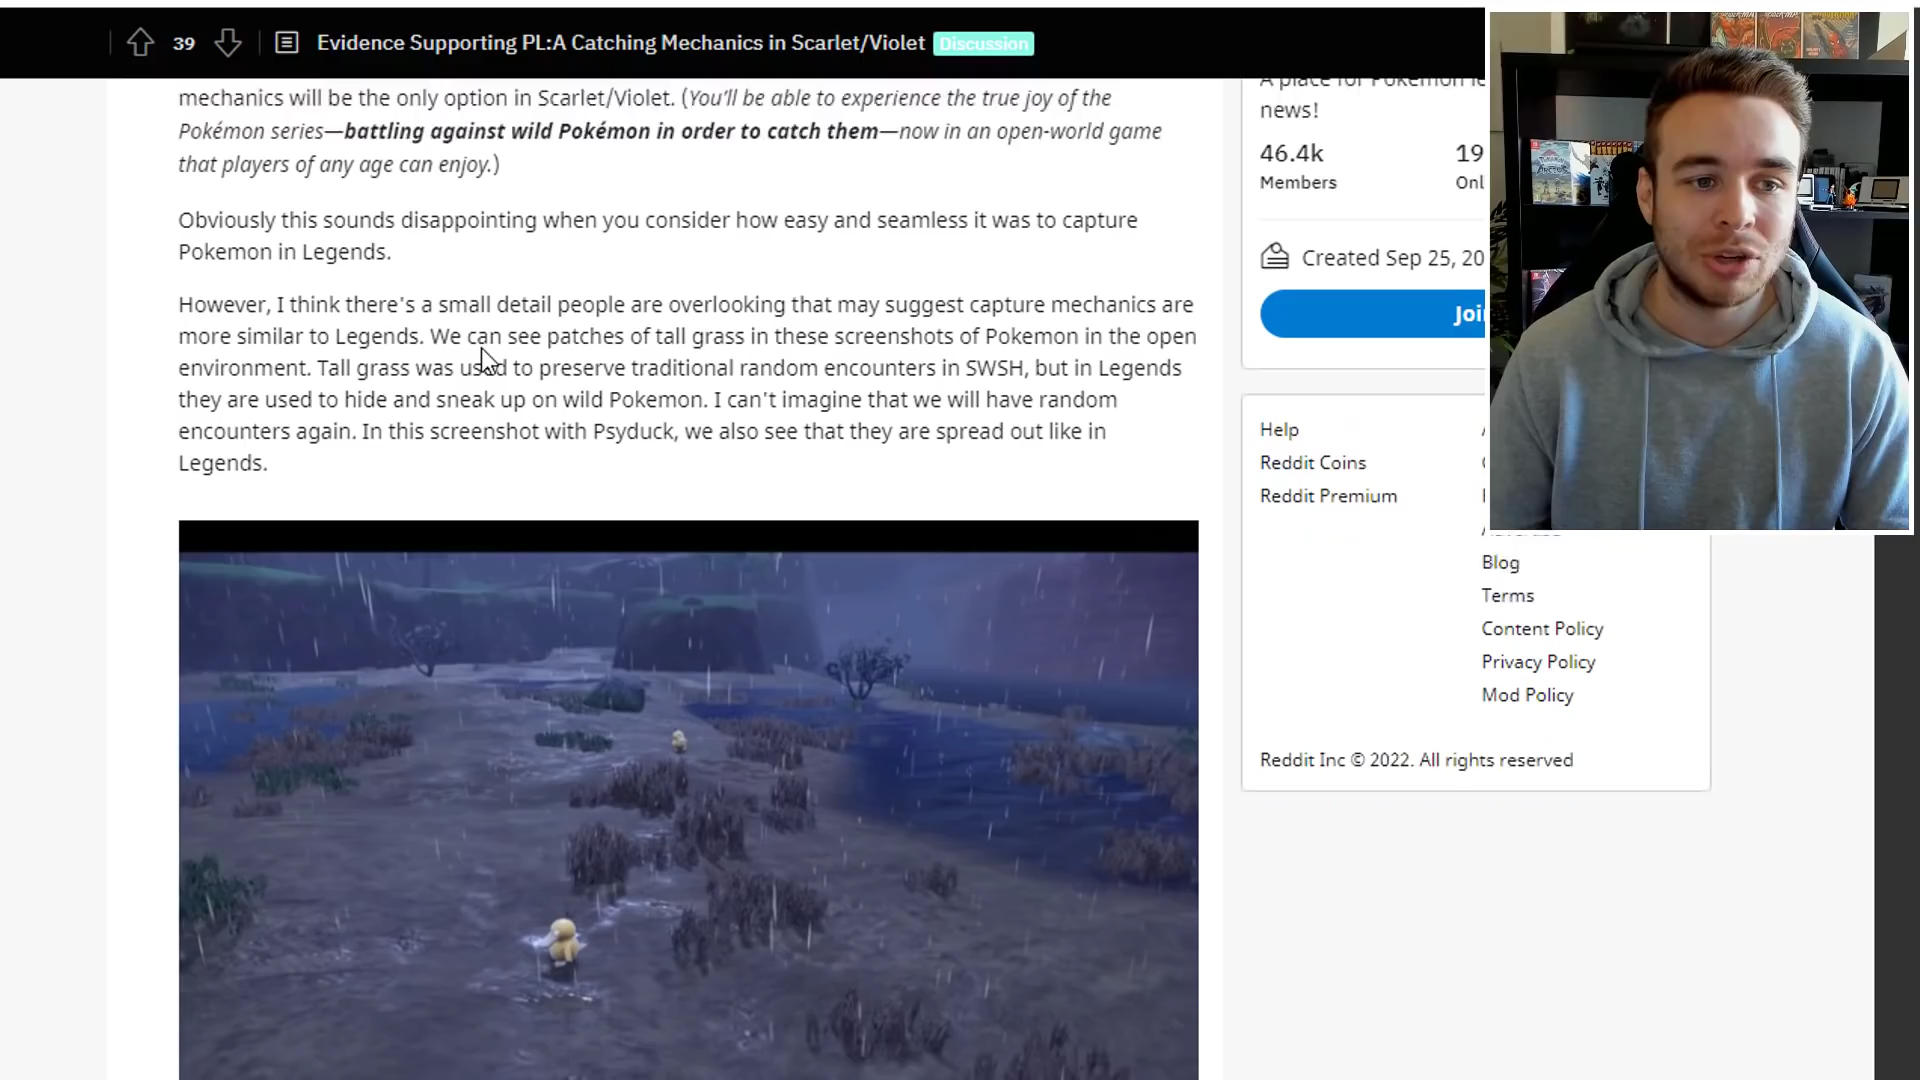 39
Evidence Supporting PL:A Catching Mechanics in Scarlet/Violet Discussion
mechanics will be the only option in Scarlet/Violet. (You'll be able to experience the true joy of the
Pokémon series—battling against wild Pokémon in order to catch them—now in an open-world game
that players of any age can enjoy.)
Obviously this sounds disappointing when you consider how easy and seamless it was to capture
Pokemon in Legends.
However, I think there's a small detail people are overlooking that may suggest capture mechanics are
more similar to Legends. We can see patches of tall grass in these screenshots of Pokemon in the open
environment. Tall grass was used to preserve traditional random encounters in SWSH, but in Legends
they are used to hide and sneak up on wild Pokemon. I can't imagine that we will have random
encounters again. In this screenshot with Psyduck, we also see that they are spread out like in
Legends.
A place for Pokemon
news!
46.4k
19
Members
Onl
Created Sep 25, 20
Joi
Help
Reddit Coins
Reddit Premium
Blog
Terms
Content Policy
Privacy Policy
Mod Policy
Reddit Inc © 2022. All rights reserved